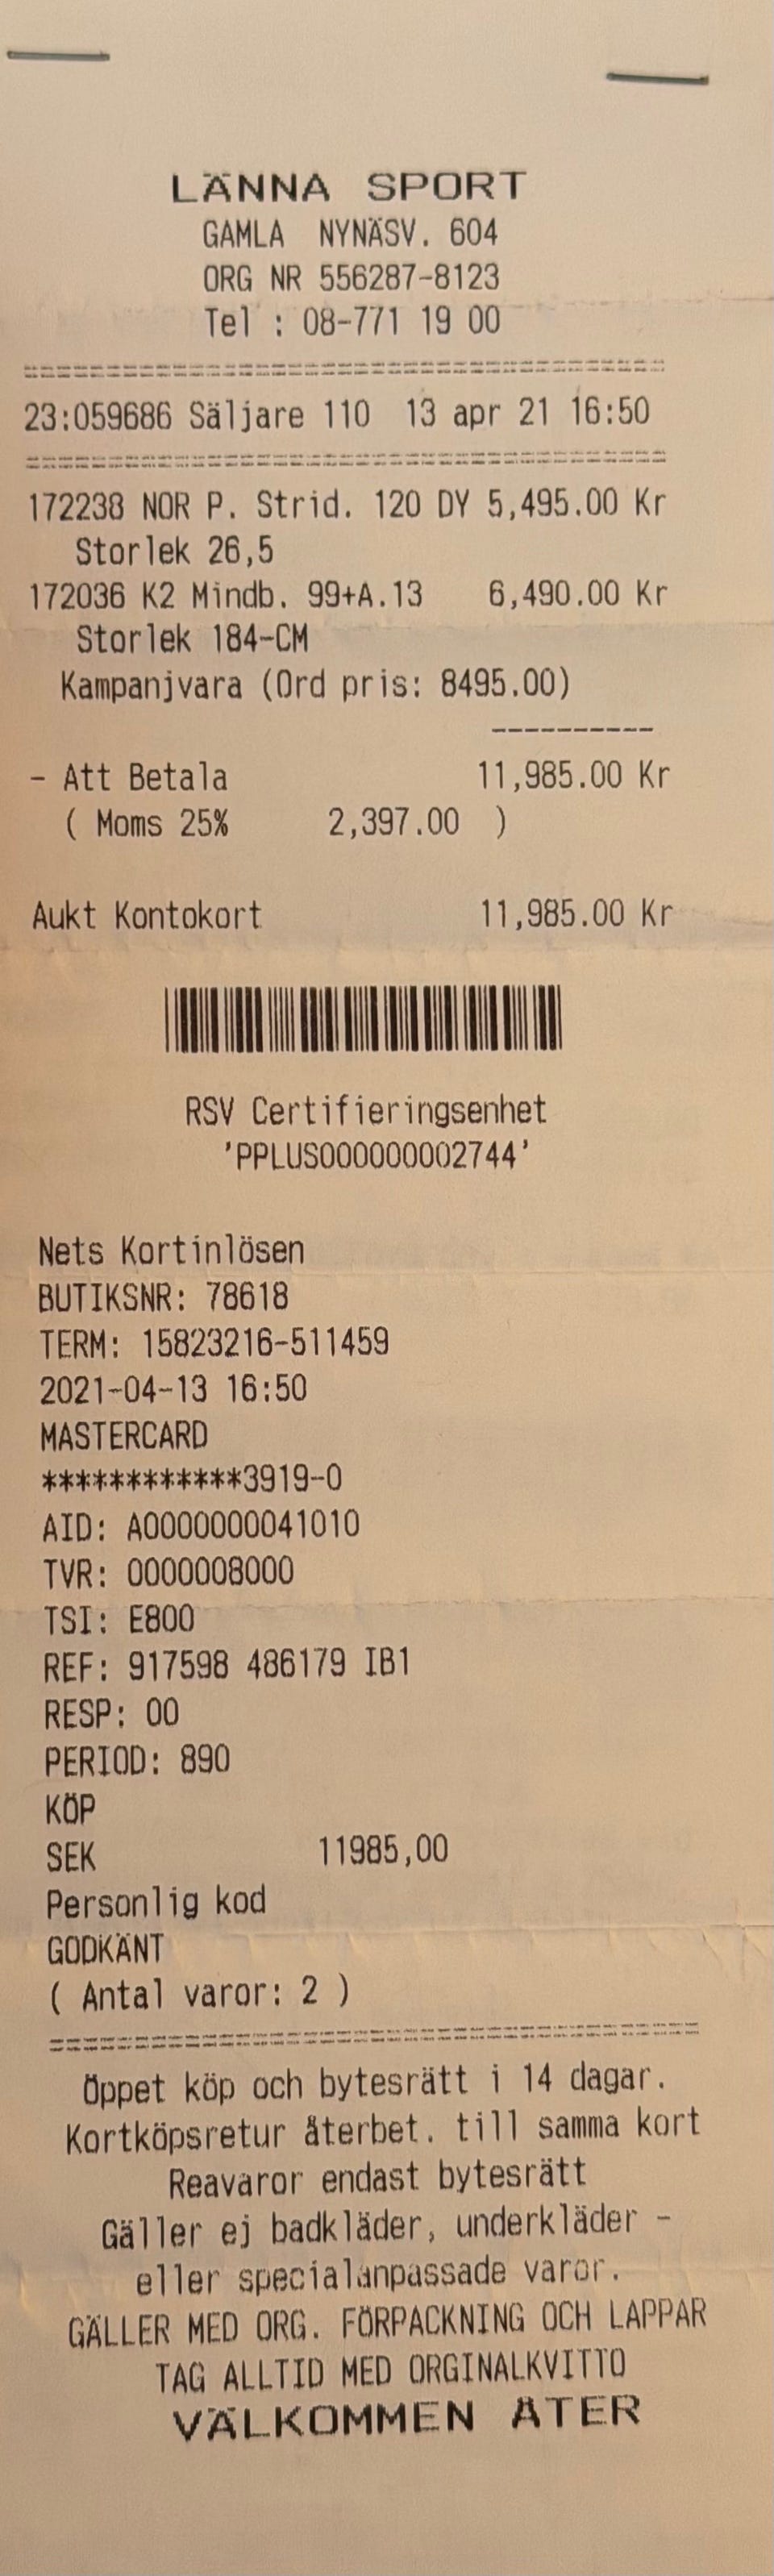 LÄNNA SPORT
GAMLA NYNÄSV. 604
ORG NR 556287-8123
Tel : 08-771 19 00
23:059686 Säljare 110 13 apr 21 16:50
172238 NOR P. Strid. 120 DY 5,495.00 Kr
Storlek 26,5
172036 K2 Mindb. 99+A.13 6,490.00 Kr
Storlek 184-CM
Kampanjvara (Ord pris: 8495.00)
----------
- Att Betala 11,985.00 Kr
( Moms 25% 2,397.00 )
Aukt Kontokort 11,985.00 Kr
RSV Certifieringsenhet
'PPLUS000000002744'
Nets Kortinlösen
BUTIKSNR: 78618
TERM: 15823216-511459
2021-04-13 16:50
MASTERCARD
************3919-0
AID: A0000000041010
TVR: 0000008000
TSI: E800
REF: 917598 486179 IB1
RESP: 00
PERIOD: 890
KÖP
SEK 11985,00
Personlig kod
GODKÄNT
( Antal varor: 2 )
Öppet köp och bytesrätt i 14 dagar.
Kortköpsretur återbet. till samma kort
Reavaror endast bytesrätt
Gäller ej badkläder, underkläder -
eller specialanpassade varor.
GÄLLER MED ORG. FÖRPACKNING OCH LAPPAR
TAG ALLTID MED ORGINALKVITTO
VÄLKOMMEN ÅTER